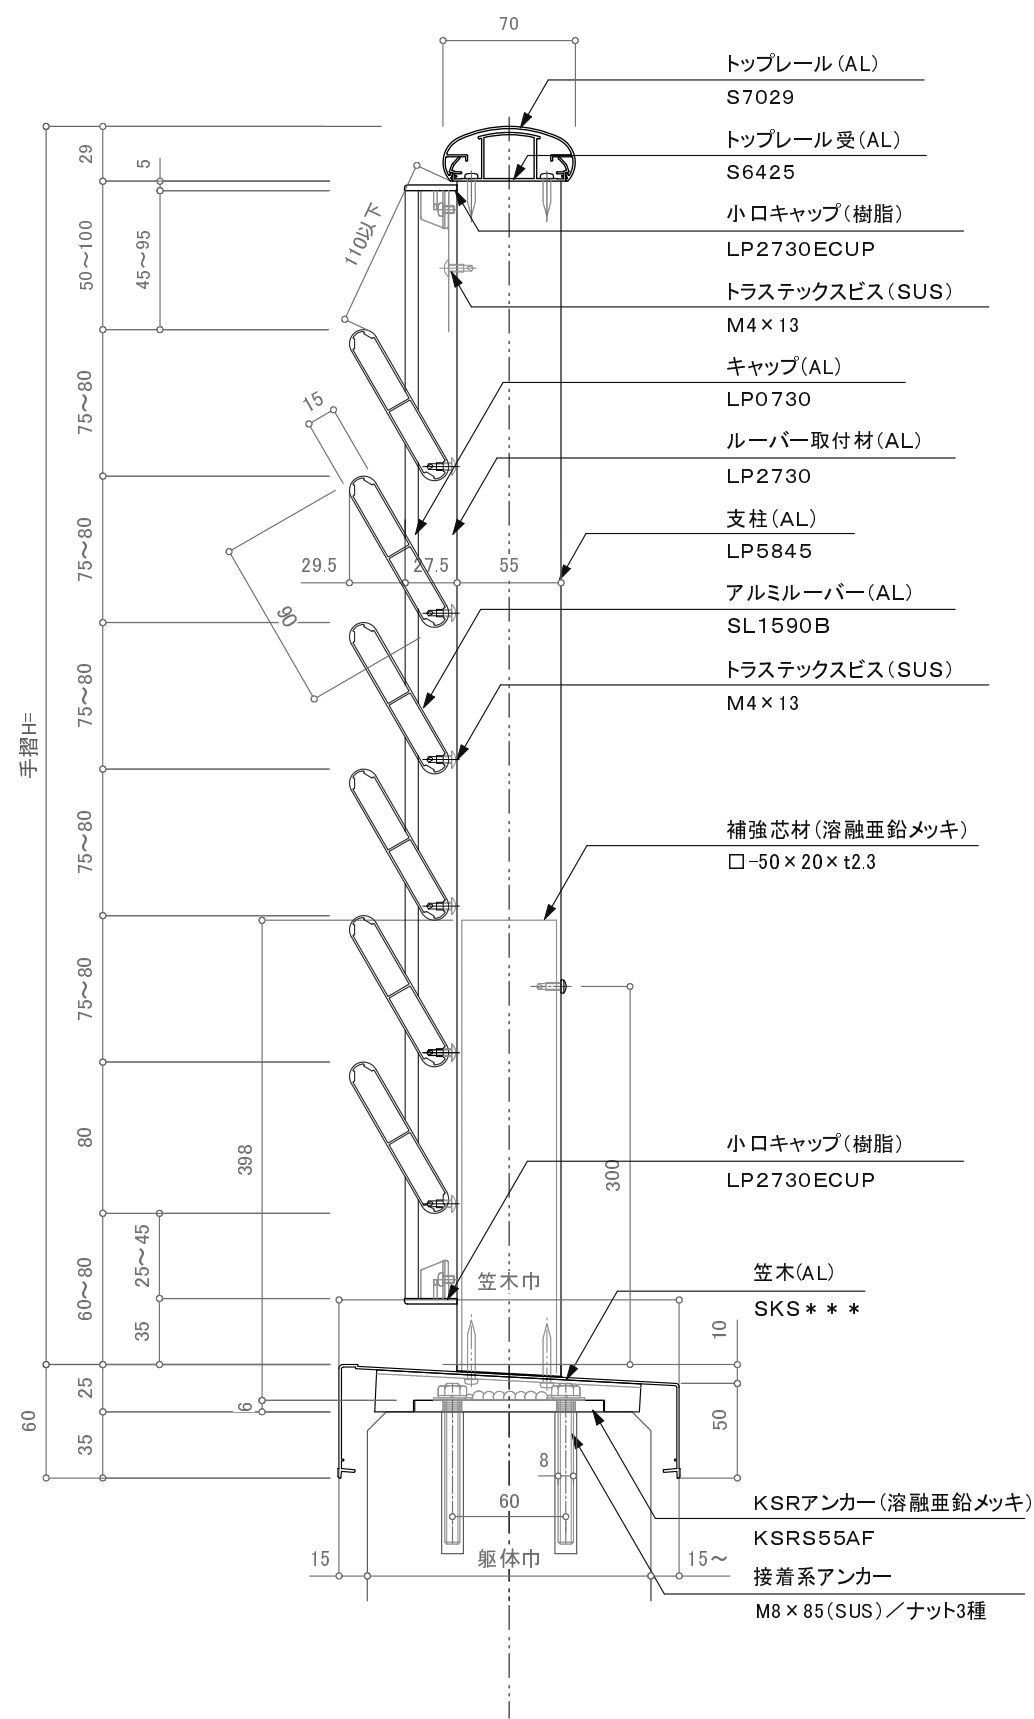 70
トップレール(AL)
S7029
トップレール受(AL)
S6425
小口キャップ(樹脂)
LP2730ECUP
トラステックスビス(SUS)
M4×13
キャップ(AL)
LP0730
ルーバー取付材(AL)
LP2730
支柱(AL)
LP5845
アルミルーバー(AL)
SL1590B
トラステックスビス(SUS)
M4×13
補強芯材(溶融亜鉛メッキ)
□-50×20×t2.3
小口キャップ(樹脂)
LP2730ECUP
笠木(AL)
SKS***
KSRアンカー(溶融亜鉛メッキ)
KSRS55AF
接着系アンカー
M8×85(SUS)/ナット3種
29
5
50~100
45~95
110以下
75~80
15
75~80
29.5
27.5
55
90
75~80
手摺H=
75~80
75~80
80
398
300
25~45
60~80
35
笠木巾
10
25
6
50
60
35
8
60
15
躯体巾
15~